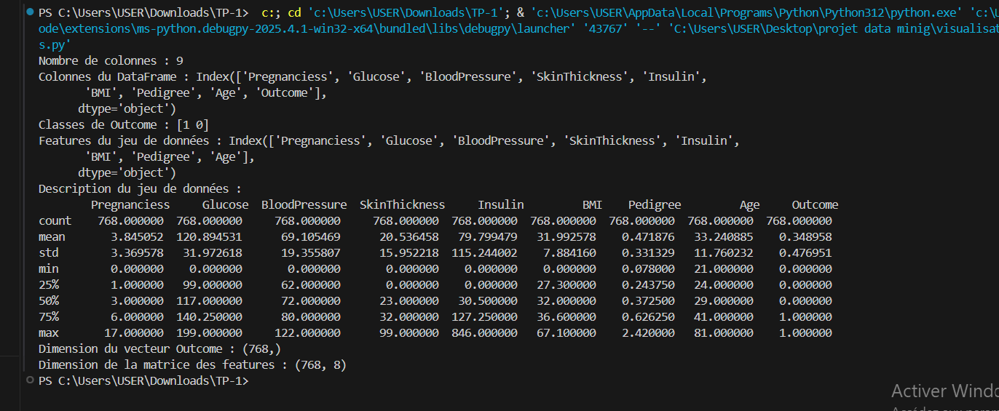 PS C:\Users\USER\Downloads\TP-1>  c:; cd 'c:\Users\USER\Downloads\TP-1'; & 'c:\Users\USER\AppData\Local\Programs\Python\Python312\python.exe' 'c:\U
ode\extensions\ms-python.debugpy-2025.4.1-win32-x64\bundled\libs\debugpy\launcher' '43767' '--' 'C:\Users\USER\Desktop\projet data minig\visualisat
s.py'
Nombre de colonnes : 9
Colonnes du DataFrame : Index(['Pregnanciess', 'Glucose', 'BloodPressure', 'SkinThickness', 'Insulin',
       'BMI', 'Pedigree', 'Age', 'Outcome'],
      dtype='object')
Classes de Outcome : [1 0]
Features du jeu de données : Index(['Pregnanciess', 'Glucose', 'BloodPressure', 'SkinThickness', 'Insulin',
       'BMI', 'Pedigree', 'Age'],
      dtype='object')
Description du jeu de données :
        Pregnanciess     Glucose  BloodPressure  SkinThickness     Insulin         BMI    Pedigree         Age     Outcome
count     768.000000  768.000000     768.000000     768.000000  768.000000  768.000000  768.000000  768.000000  768.000000
mean        3.845052  120.894531      69.105469      20.536458   79.799479   31.992578    0.471876   33.240885    0.348958
std         3.369578   31.972618      19.355807      15.952218  115.244002    7.884160    0.331329   11.760232    0.476951
min         0.000000    0.000000       0.000000       0.000000    0.000000    0.000000    0.078000   21.000000    0.000000
25%         1.000000   99.000000      62.000000       0.000000    0.000000   27.300000    0.243750   24.000000    0.000000
50%         3.000000  117.000000      72.000000      23.000000   30.500000   32.000000    0.372500   29.000000    0.000000
75%         6.000000  140.250000      80.000000      32.000000  127.250000   36.600000    0.626250   41.000000    1.000000
max        17.000000  199.000000     122.000000      99.000000  846.000000   67.100000    2.420000   81.000000    1.000000
Dimension du vecteur Outcome : (768,)
Dimension de la matrice des features : (768, 8)
PS C:\Users\USER\Downloads\TP-1>
Activer Windo